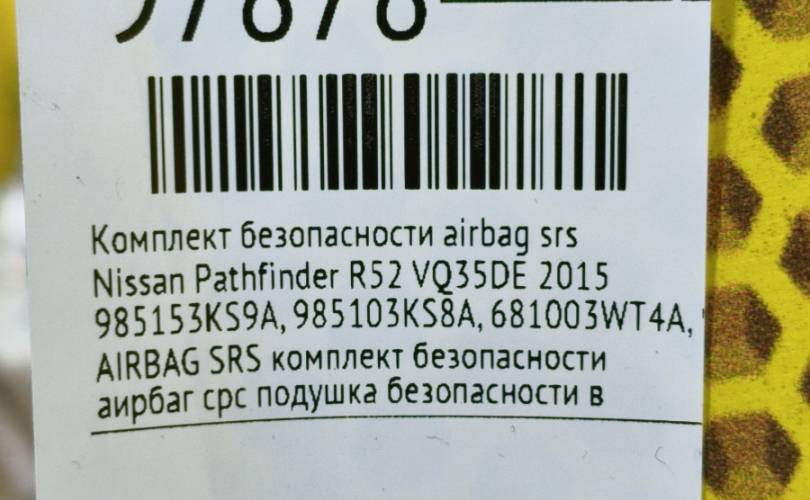 Комплект безопасности airbag srs
Nissan Pathfinder R52 VQ35DE 2015
985153KS9A, 985103KS8A, 681003WT4A,
AIRBAG SRS комплект безопасности
аирбаг срс подушка безопасности в